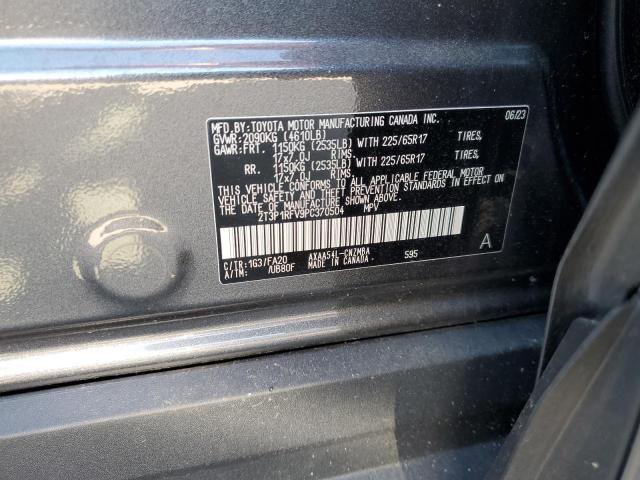 MFD.BY:TOYOTA MOTOR MANUFACTURING CANADA INC. 06/23
GVWR:2090KG (4610LB)
GAWR:FRT. 1150KG (2535LB) WITH 225/65R17 TIRES,
17x7.0J RIMS,
RR. 1150KG (2535LB) WITH 225/65R17 TIRES,
17x7.0J RIMS.
THIS VEHICLE CONFORMS TO ALL APPLICABLE FEDERAL MOTOR
VEHICLE SAFETY AND THEFT PREVENTION STANDARDS IN EFFECT
ON THE DATE OF MANUFACTURE SHOWN ABOVE.
2T3P1RFV9PC370504 MPV
A
C/TR:1G3/FA20 AXAA54L-CNZMBA 595
A/TM: /UB80F MADE IN CANADA.